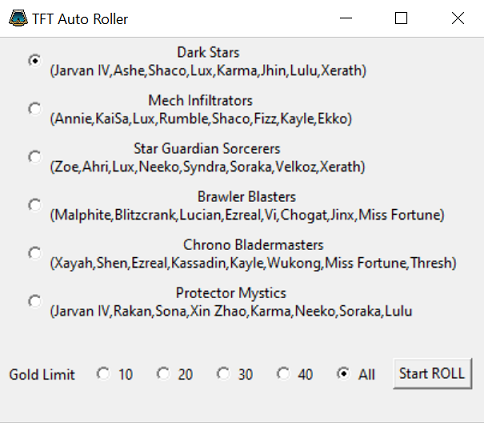 TFT Auto Roller
Dark Stars
(Jarvan IV,Ashe,Shaco,Lux,Karma,Jhin,Lulu,Xerath)
Mech Infiltrators
(Annie,KaiSa,Lux,Rumble,Shaco,Fizz,Kayle,Ekko)
Star Guardian Sorcerers
(Zoe,Ahri,Lux,Neeko,Syndra,Soraka,Velkoz,Xerath)
Brawler Blasters
(Malphite,Blitzcrank,Lucian,Ezreal,Vi,Chogat,Jinx,Miss Fortune)
Chrono Bladermasters
(Xayah,Shen,Ezreal,Kassadin,Kayle,Wukong,Miss Fortune,Thresh)
Protector Mystics
(Jarvan IV,Rakan,Sona,Xin Zhao,Karma,Neeko,Soraka,Lulu
Gold Limit 10 20 30 40 All Start ROLL